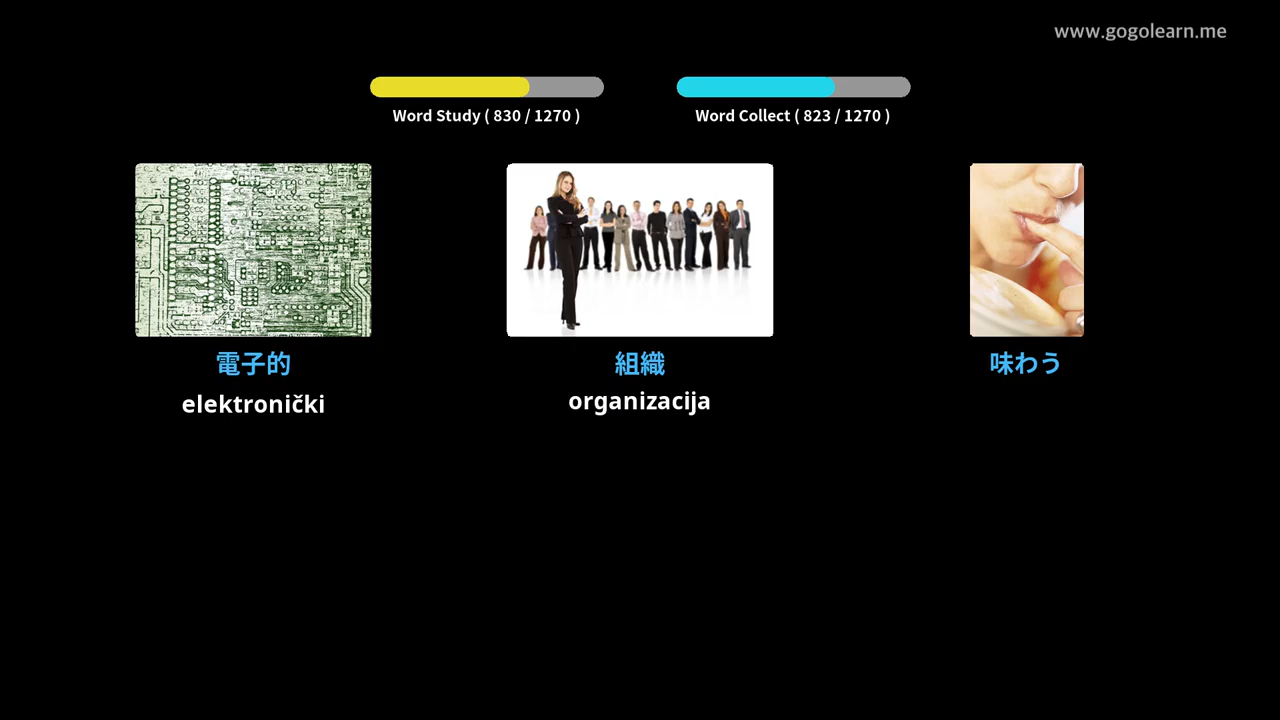 www.gogolearn.me
Word Study ( 830 / 1270 )
Word Collect ( 823 / 1270 )
電子的
elektronički
組織
organizacija
味わう